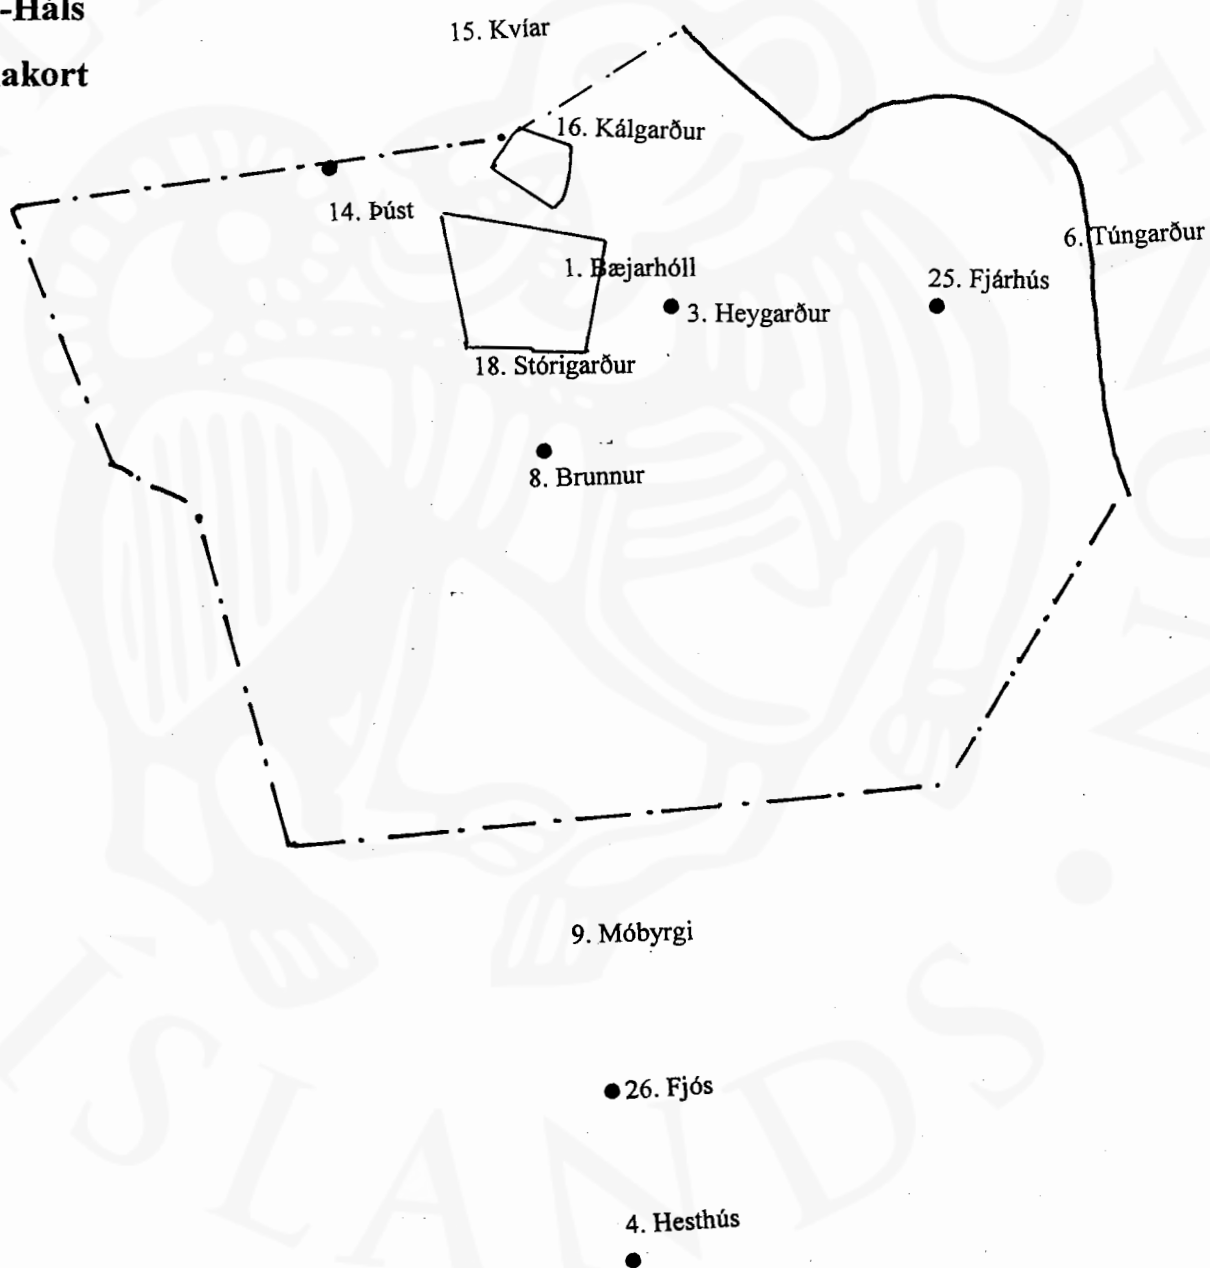 -Háls
akort
15. Kvíar
16. Kálgarður
14. Þúst
6. Túngarður
1. Bæjarhóll
25. Fjárhús
3. Heygarður
18. Stórigarður
8. Brunnur
9. Móbyrgi
26. Fjós
4. Hesthús
ÍSLANDS